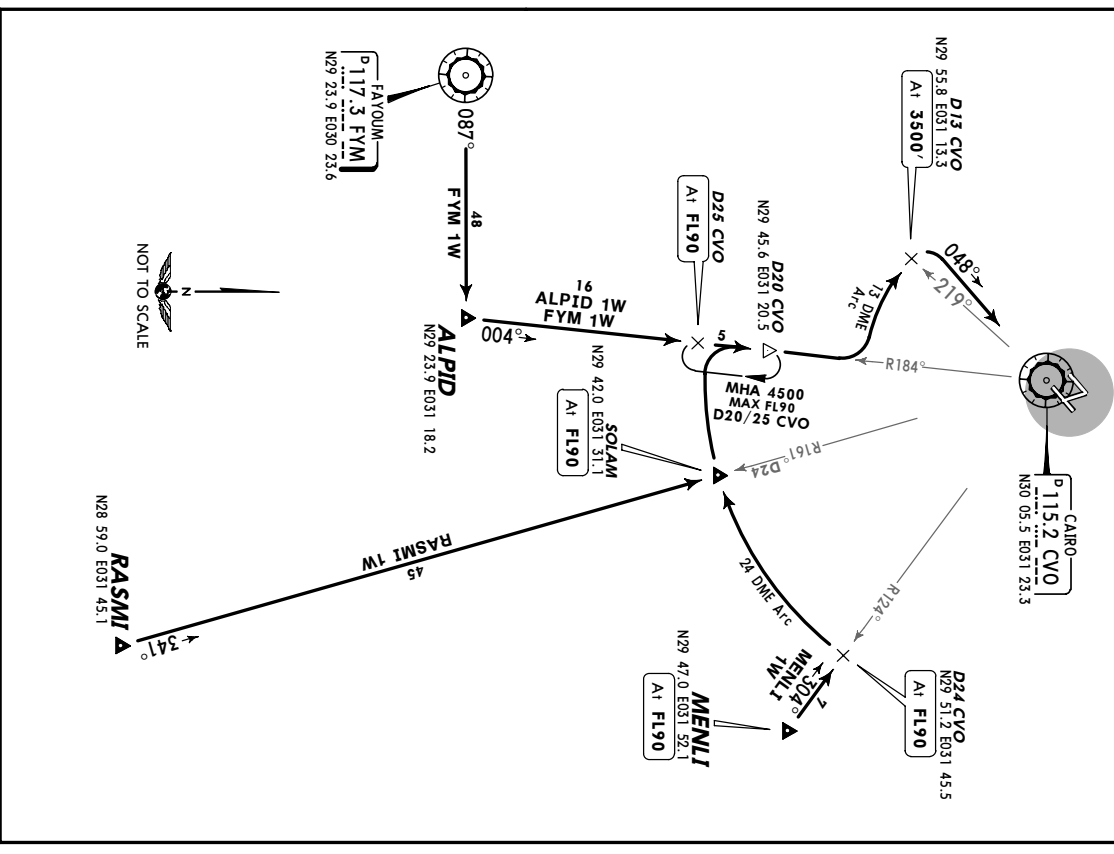 D13 CVO
N29 55.8 E031 13.3
At 3500'
048°
219°
13 DME
Arc
R184°
CAIRO
D 115.2 CVO
N30 05.5 E031 23.3
D20 CVO
N29 45.6 E031 20.5
D25 CVO
At FL90
5
MHA 4500
MAX FL90
D20/25 CVO
FAYOUM
D 117.3 FYM
N29 23.9 E030 23.6
087°
48
FYM 1W
ALPID
N29 23.9 E031 18.2
004°
16
ALPID 1W
FYM 1W
SOLAM
N29 42.0 E031 31.1
At FL90
R161° D24
R124°
D24 CVO
N29 51.2 E031 45.5
At FL90
24 DME Arc
7
304°
MENLI
1W
MENLI
N29 47.0 E031 52.1
At FL90
RASMI 1W
45
341°
RASMI
N28 59.0 E031 45.1
N
NOT TO SCALE